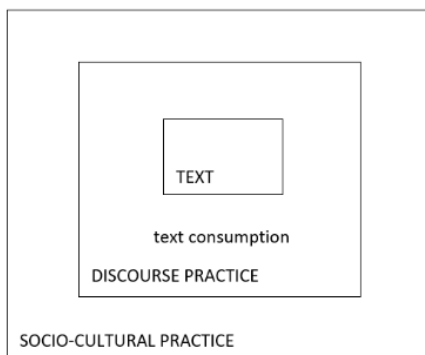 TEXT
text consumption
DISCOURSE PRACTICE
SOCIO-CULTURAL PRACTICE